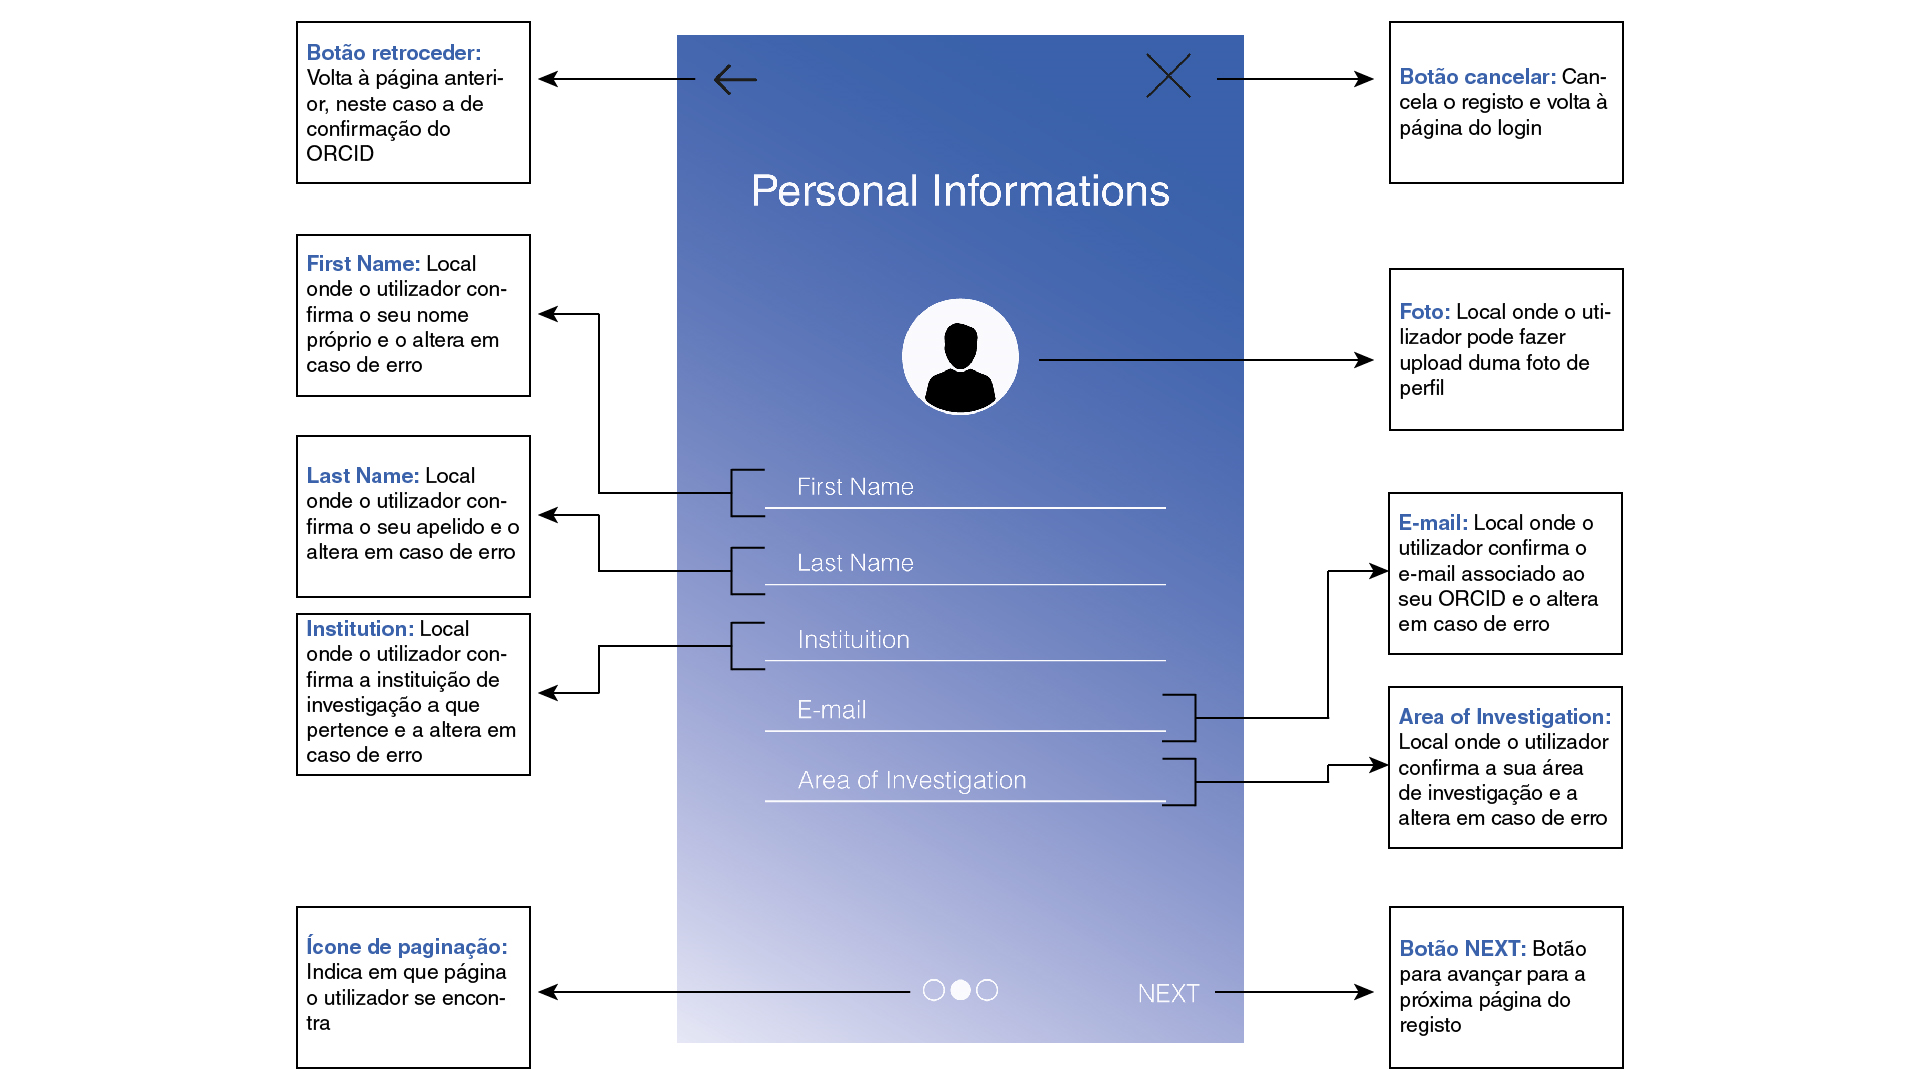 Botão retroceder:
Volta à página anteri-
or, neste caso a de
confirmação do
ORCID
First Name: Local
onde o utilizador con-
firma o seu nome
próprio e o altera em
caso de erro
Last Name: Local
onde o utilizador con-
firma o seu apelido e o
altera em caso de erro
Institution: Local
onde o utilizador con-
firma a instituição de
investigação a que
pertence e a altera em
caso de erro
Ícone de paginação:
Indica em que página
o utilizador se encon-
tra
Personal Informations
First Name
Last Name
Instituition
E-mail
Area of Investigation
NEXT
Botão cancelar: Can-
cela o registo e volta à
página do login
Foto: Local onde o uti-
lizador pode fazer
upload duma foto de
perfil
E-mail: Local onde o
utilizador confirma o
e-mail associado ao
seu ORCID e o altera
em caso de erro
Area of Investigation:
Local onde o utilizador
confirma a sua área
de investigação e a
altera em caso de erro
Botão NEXT: Botão
para avançar para a
próxima página do
registo